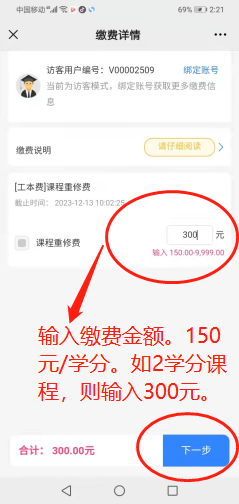 中国移动 69% 2:21
缴费详情
访客用户编号：V00002509 绑定账号
当前为访客模式，绑定账号获取更多缴费信
息
缴费说明 请仔细阅读
[工本费]课程重修费
截止时间： 2023-12-13 10:02:25
课程重修费 300 元
输入 150.00-9,999.00
输入缴费金额。150
元/学分。如2学分课
程，则输入300元。
合计： 300.00元 下一步